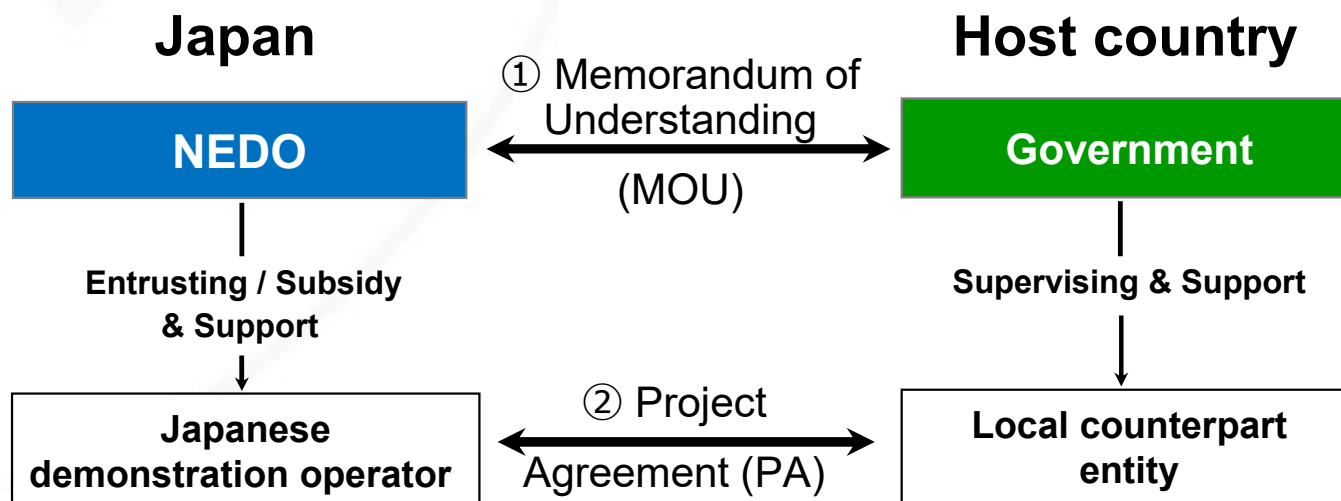 Japan
Host country
① Memorandum of
Understanding
(MOU)
NEDO
Government
Entrusting / Subsidy
& Support
Supervising & Support
② Project
Agreement (PA)
Japanese
demonstration operator
Local counterpart
entity